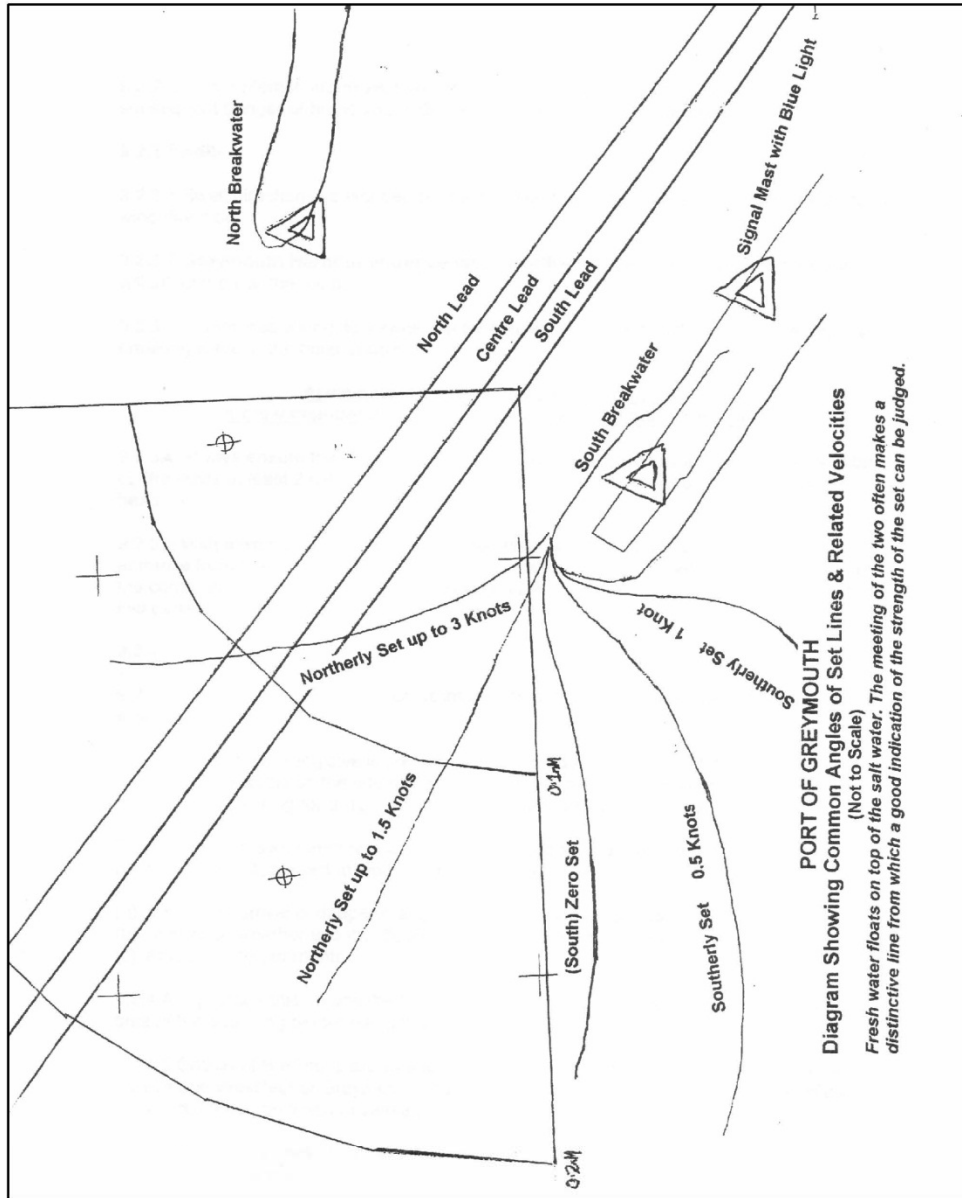 North Breakwater
North Lead
Centre Lead
South Lead
Signal Mast with Blue Light
South Breakwater
Northerly Set up to 3 Knots
Northerly Set up to 1.5 Knots
0.1nM
0.2nM
(South) Zero Set
Southerly Set 0.5 Knots
Southerly Set 1 Knot
PORT OF GREYMOUTH
Diagram Showing Common Angles of Set Lines & Related Velocities
(Not to Scale)
Fresh water floats on top of the salt water. The meeting of the two often makes a
distinctive line from which a good indication of the strength of the set can be judged.